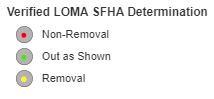 Verified LOMA SFHA Determination
Non-Removal
Out as Shown
Removal